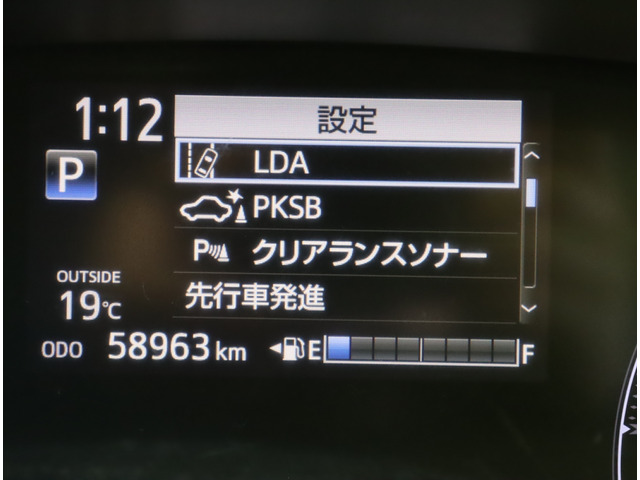 1:12
設定
P
LDA
PKSB
P クリアランスソナー
先行車発進
OUTSIDE
19℃
ODO 58963 km
E F